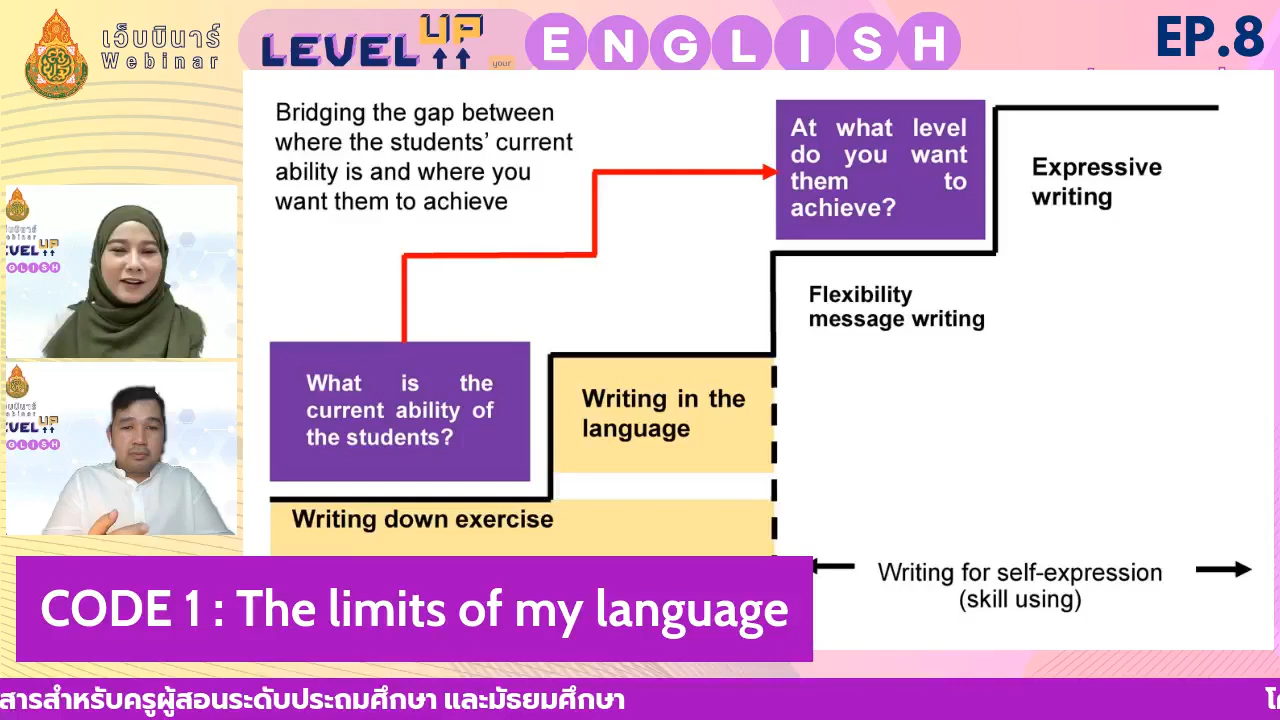 เว็บบินาร์
Webinar
LEVEL UP
your
ENGLISH
EP.8
Bridging the gap between
where the students' current
ability is and where you
want them to achieve
At what level
do you want
them to
achieve?
Expressive
writing
Flexibility
message writing
What is the
current ability of
the students?
Writing in the
language
Writing down exercise
Writing for self-expression
(skill using)
CODE 1 : The limits of my language
สารสำหรับครูผู้สอนระดับประถมศึกษา และมัธยมศึกษา